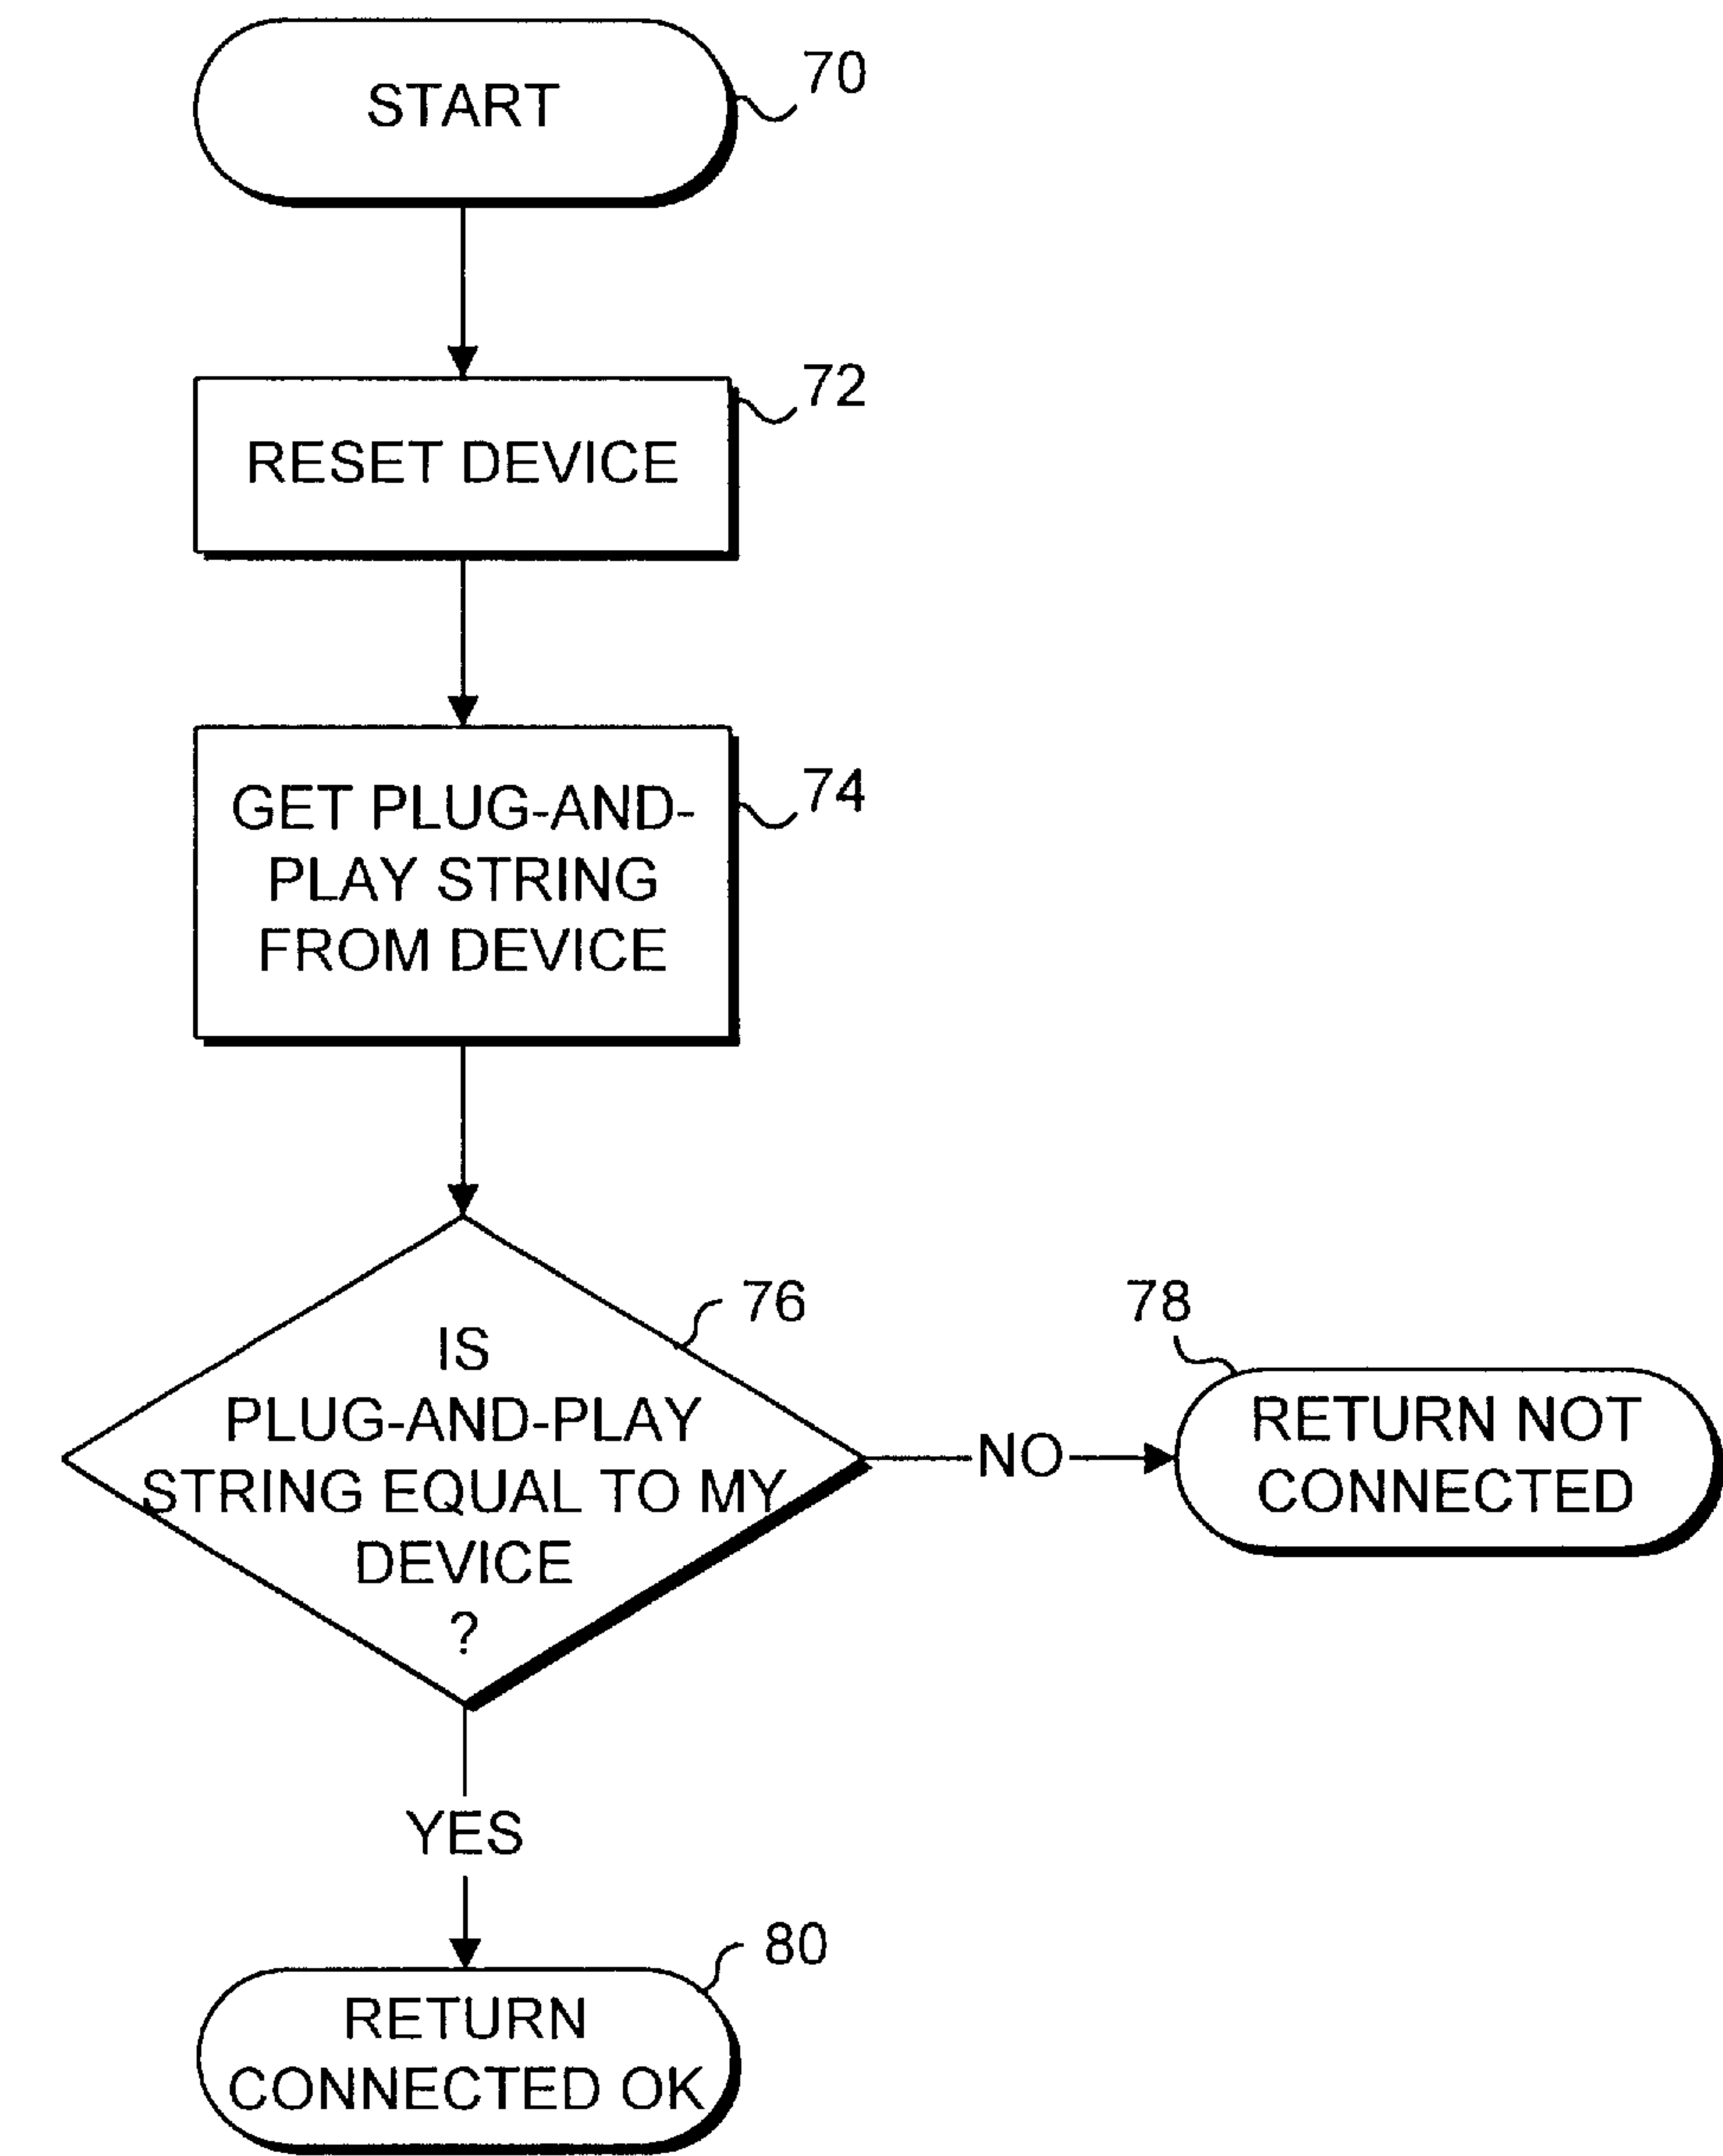 START
70
RESET DEVICE
72
GET PLUG-AND-
PLAY STRING
FROM DEVICE
74
IS
PLUG-AND-PLAY
STRING EQUAL TO MY
DEVICE
?
76
NO
78
RETURN NOT
CONNECTED
YES
80
RETURN
CONNECTED OK